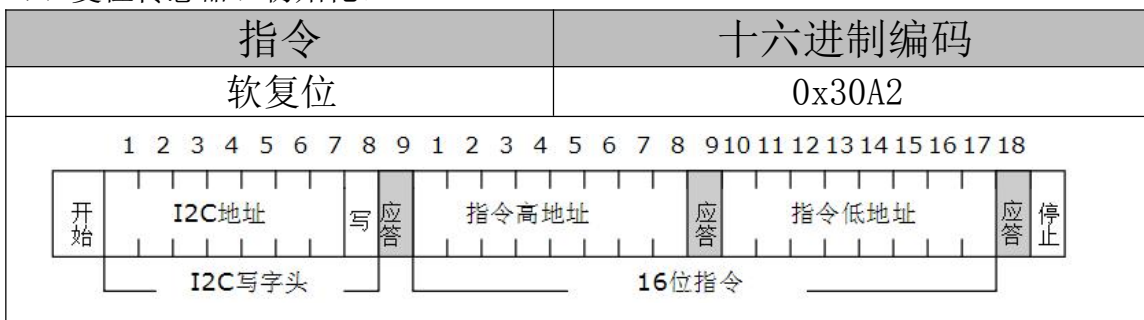 指令 十六进制编码
软复位 0x30A2
1 2 3 4 5 6 7 8 9 1 2 3 4 5 6 7 8 9 10 11 12 13 14 15 16 17 18
开始 I2C地址 写 应答 指令高地址 应答 指令低地址 应答 停止
I2C写字头 16位指令